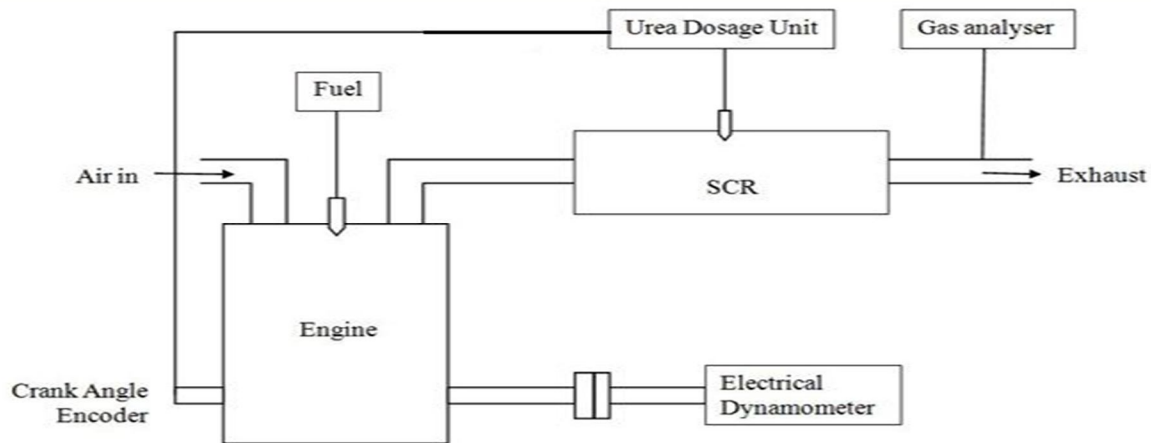 Urea Dosage Unit
Gas analyser
Fuel
Air in
SCR
Exhaust
Engine
Crank Angle
Encoder
Electrical
Dynamometer